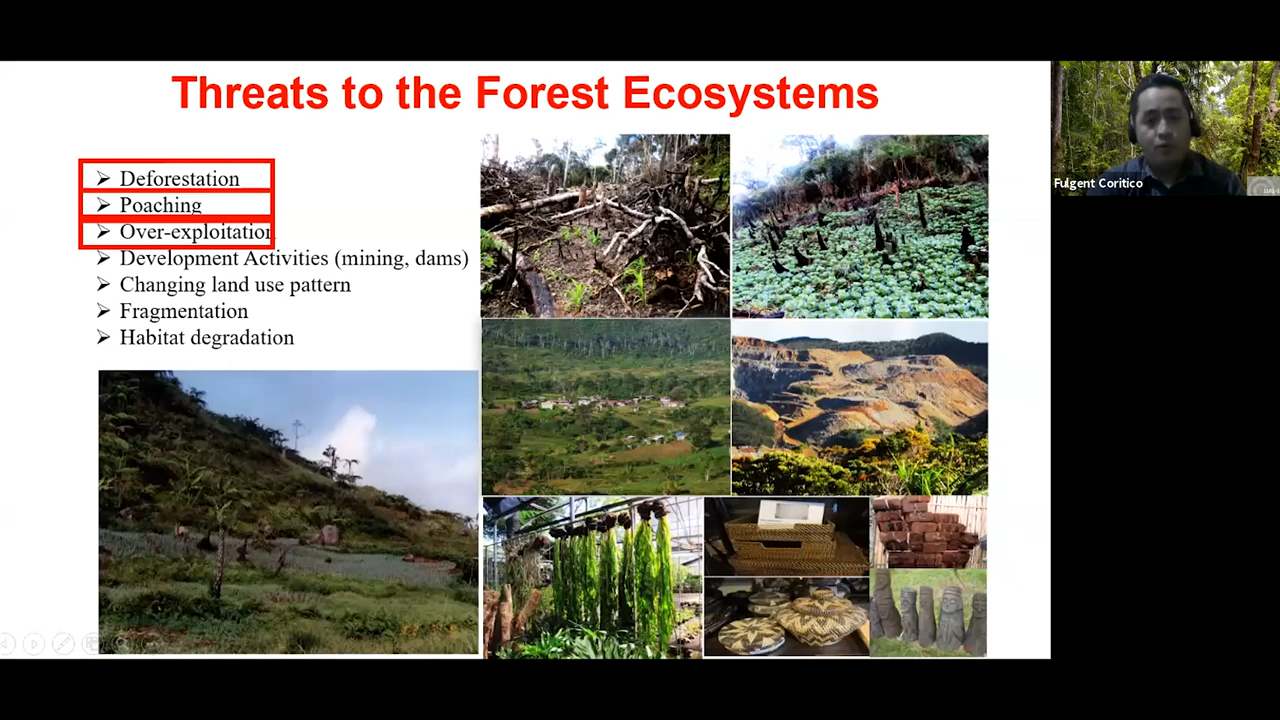 Threats to the Forest Ecosystems
➢ Deforestation
➢ Poaching
➢ Over-exploitation
➢ Development Activities (mining, dams)
➢ Changing land use pattern
➢ Fragmentation
➢ Habitat degradation
Fulgent Coritico